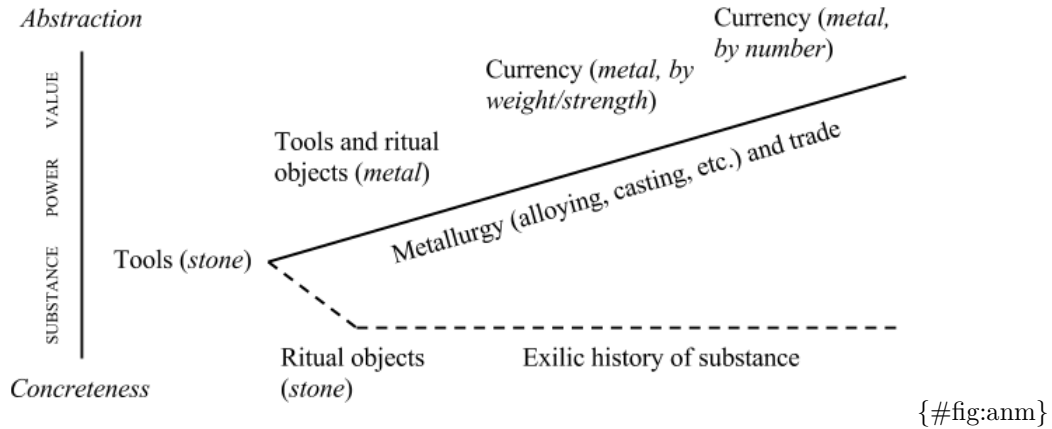 Abstraction
Currency (metal,
by number)
Currency (metal, by
weight/strength)
VALUE
Tools and ritual
objects (metal)
POWER
Metallurgy (alloying, casting, etc.) and trade
Tools (stone)
SUBSTANCE
Ritual objects
(stone)
Exilic history of substance
Concreteness
{#fig:anm}